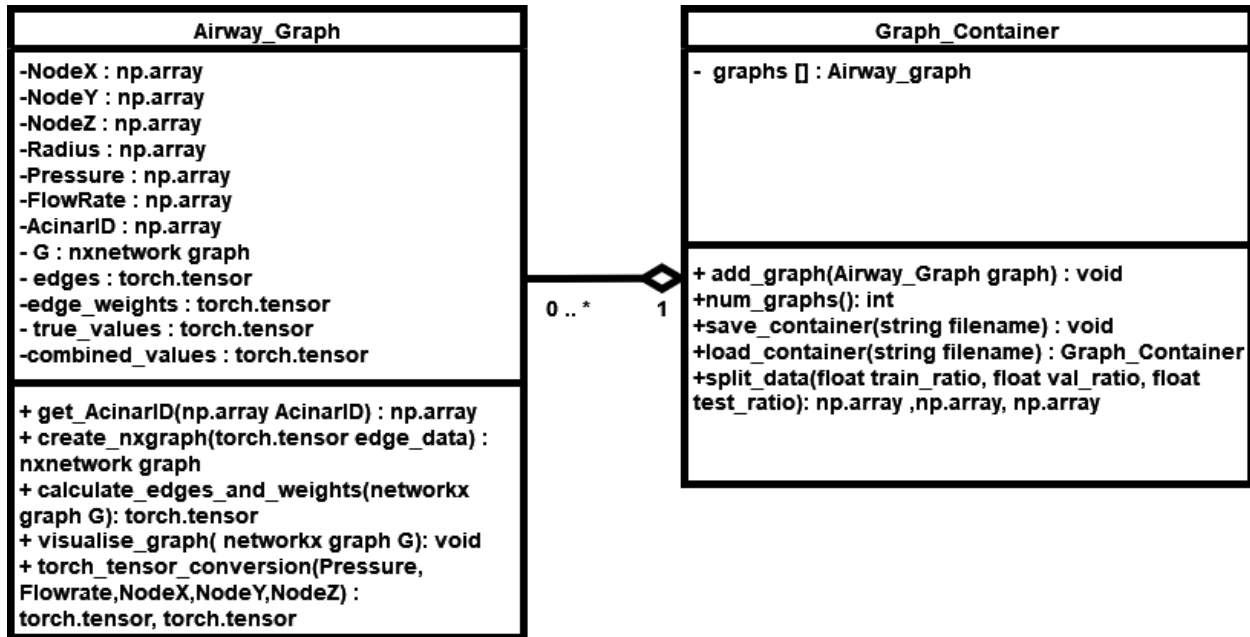 Airway_Graph
-NodeX : np.array
-NodeY : np.array
-NodeZ : np.array
-Radius : np.array
-Pressure : np.array
-FlowRate : np.array
-AcinarID : np.array
- G : nxnetwork graph
- edges : torch.tensor
-edge_weights : torch.tensor
- true_values : torch.tensor
-combined_values : torch.tensor
+ get_AcinarID(np.array AcinarID) : np.array
+ create_nxgraph(torch.tensor edge_data) :
nxnetwork graph
+ calculate_edges_and_weights(networkx
graph G): torch.tensor
+ visualise_graph( networkx graph G): void
+ torch_tensor_conversion(Pressure,
Flowrate,NodeX,NodeY,NodeZ) :
torch.tensor, torch.tensor
0 .. *
1
Graph_Container
- graphs [] : Airway_graph
+ add_graph(Airway_Graph graph) : void
+num_graphs(): int
+save_container(string filename) : void
+load_container(string filename) : Graph_Container
+split_data(float train_ratio, float val_ratio, float
test_ratio): np.array ,np.array, np.array